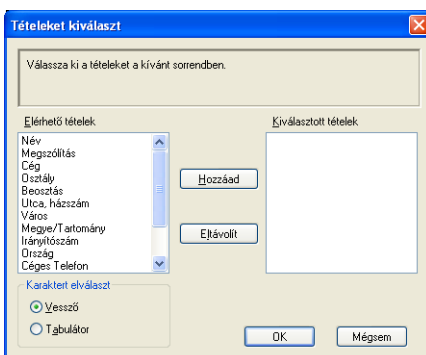 Tételeket kiválaszt
Válassza ki a tételeket a kívánt sorrendben.
Elérhető tételek
Név
Megszólítás
Cég
Osztály
Beosztás
Utca, házszám
Város
Megye/Tartomány
Irányítószám
Ország
Céges Telefon
Hozzáad
Eltávolít
Kiválasztott tételek
Karaktert elválaszt
Vessző
Tabulátor
OK
Mégsem